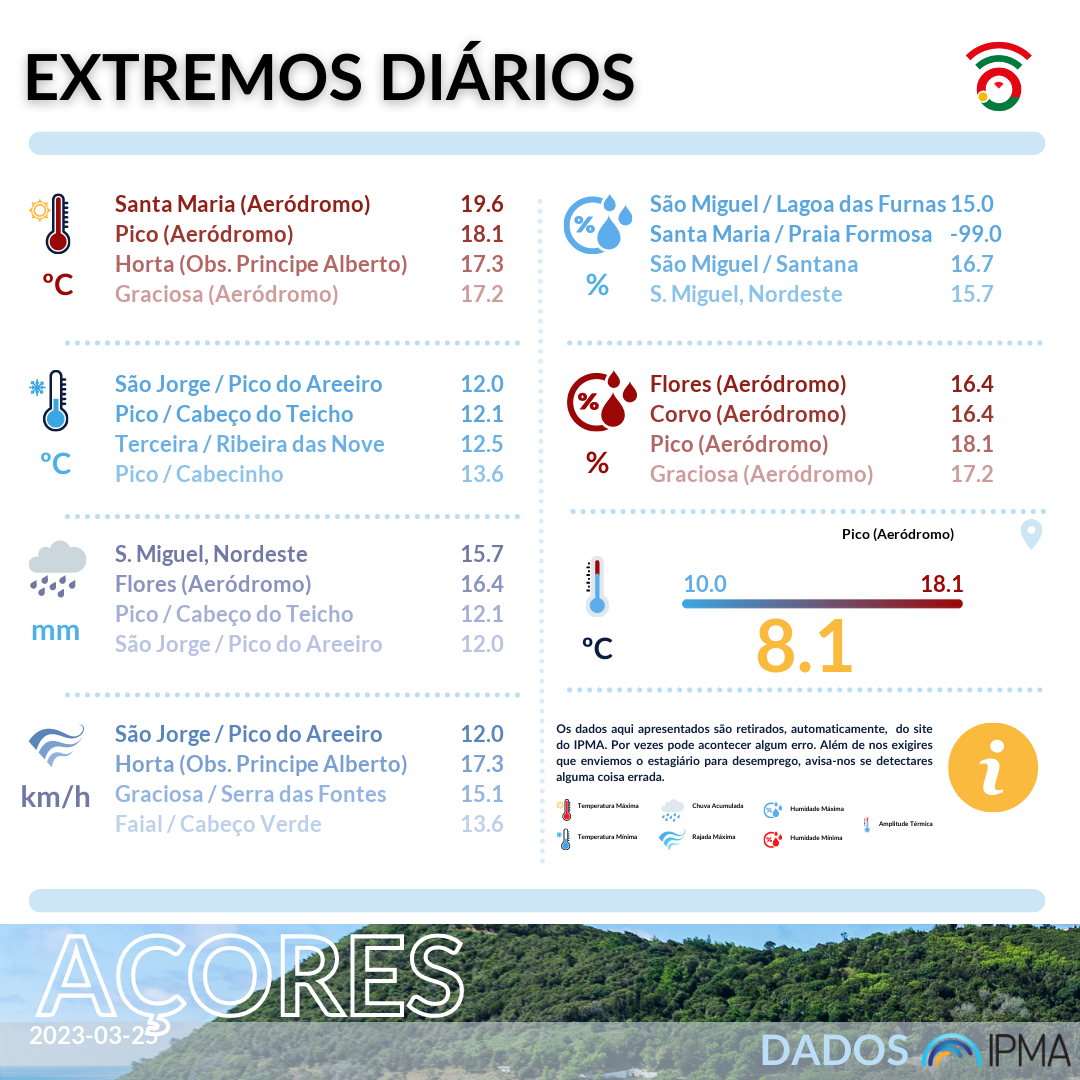 EXTREMOS DIÁRIOS
Santa Maria (Aeródromo) 19.6
Pico (Aeródromo) 18.1
Horta (Obs. Principe Alberto) 17.3
Graciosa (Aeródromo) 17.2
ºC
São Jorge / Pico do Areeiro 12.0
Pico / Cabeço do Teicho 12.1
Terceira / Ribeira das Nove 12.5
Pico / Cabecinho 13.6
ºC
S. Miguel, Nordeste 15.7
Flores (Aeródromo) 16.4
Pico / Cabeço do Teicho 12.1
São Jorge / Pico do Areeiro 12.0
mm
São Jorge / Pico do Areeiro 12.0
Horta (Obs. Principe Alberto) 17.3
Graciosa / Serra das Fontes 15.1
Faial / Cabeço Verde 13.6
km/h
%
São Miguel / Lagoa das Furnas 15.0
Santa Maria / Praia Formosa -99.0
São Miguel / Santana 16.7
S. Miguel, Nordeste 15.7
%
%
Flores (Aeródromo) 16.4
Corvo (Aeródromo) 16.4
Pico (Aeródromo) 18.1
Graciosa (Aeródromo) 17.2
%
Pico (Aeródromo)
10.0 18.1
8.1
ºC
Os dados aqui apresentados são retirados, automaticamente, do site
do IPMA. Por vezes pode acontecer algum erro. Além de nos exigires
que enviemos o estagiário para desemprego, avisa-nos se detectares
alguma coisa errada.
i
Temperatura Máxima Chuva Acumulada Humidade Máxima
Amplitude Térmica
Temperatura Mínima Rajada Máxima Humidade Mínima
AÇORES
2023-03-25
DADOS IPMA